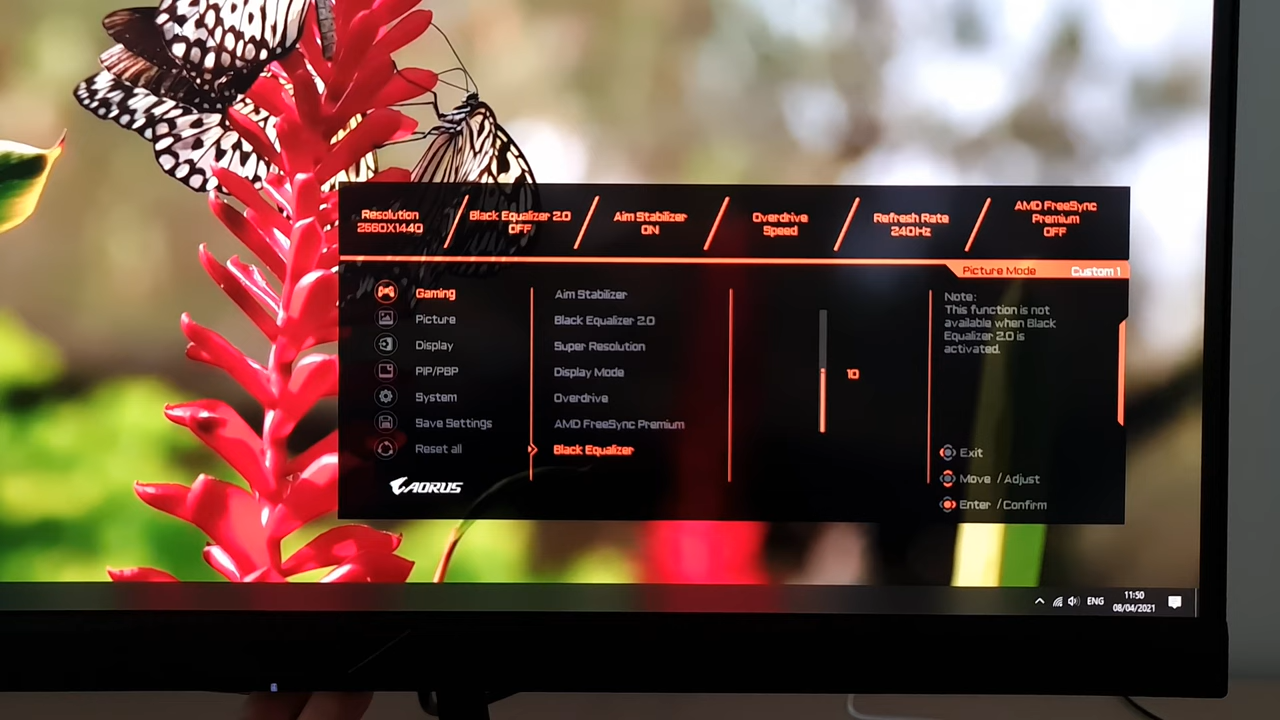 Resolution
2560X1440
Black Equalizer 2.0
OFF
Aim Stabilizer
ON
Overdrive
Speed
Refresh Rate
240Hz
AMD FreeSync
Premium
OFF
Picture Mode Custom 1
Gaming
Picture
Display
PIP/PBP
System
Save Settings
Reset all
AORUS
Aim Stabilizer
Black Equalizer 2.0
Super Resolution
Display Mode
Overdrive
AMD FreeSync Premium
Black Equalizer
10
Note:
This function is not
available when Black
Equalizer 2.0 is
activated.
Exit
Move / Adjust
Enter / Confirm
ENG
11:50
08/04/2021